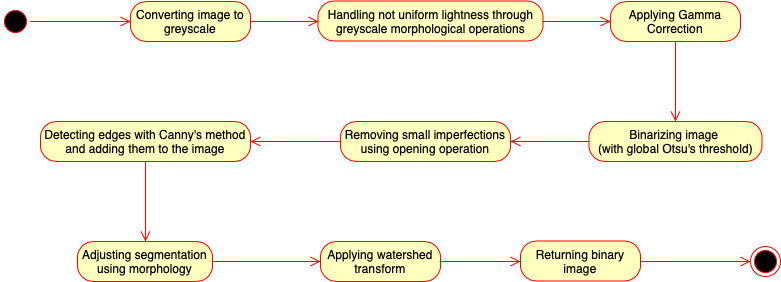 Converting image to
greyscale
Handling not uniform lightness through
greyscale morphological operations
Applying Gamma
Correction
Binarizing image
(with global Otsu's threshold)
Removing small imperfections
using opening operation
Detecting edges with Canny's method
and adding them to the image
Adjusting segmentation
using morphology
Applying watershed
transform
Returning binary
image